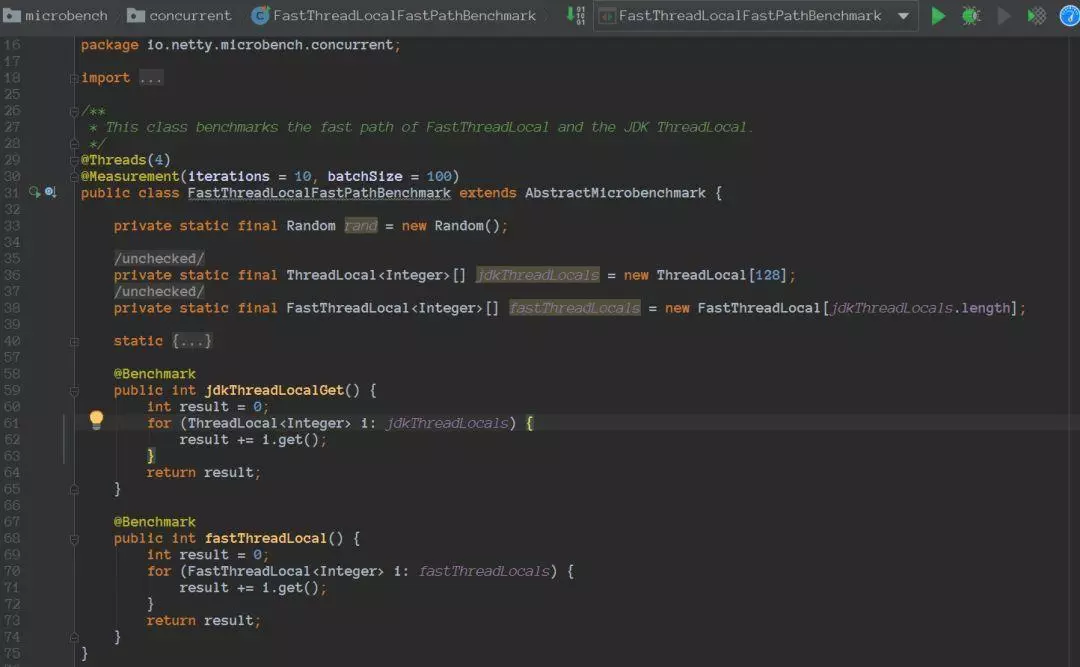 microbench concurrent FastThreadLocalFastPathBenchmark FastThreadLocalFastPathBenchmark
16 package io.netty.microbench.concurrent;
17
18 import ...
25
26 /**
27 * This class benchmarks the fast path of FastThreadLocal and the JDK ThreadLocal.
28 */
29 @Threads(4)
30 @Measurement(iterations = 10, batchSize = 100)
31 public class FastThreadLocalFastPathBenchmark extends AbstractMicrobenchmark {
32
33 private static final Random rand = new Random();
34
35 /unchecked/
36 private static final ThreadLocal<Integer>[] jdkThreadLocals = new ThreadLocal[128];
37 /unchecked/
38 private static final FastThreadLocal<Integer>[] fastThreadLocals = new FastThreadLocal[jdkThreadLocals.length];
39
40 static {...}
57
58 @Benchmark
59 public int jdkThreadLocalGet() {
60 int result = 0;
61 for (ThreadLocal<Integer> i: jdkThreadLocals) {
62 result += i.get();
63 }
64 return result;
65 }
66
67 @Benchmark
68 public int fastThreadLocal() {
69 int result = 0;
70 for (FastThreadLocal<Integer> i: fastThreadLocals) {
71 result += i.get();
72 }
73 return result;
74 }
75 }